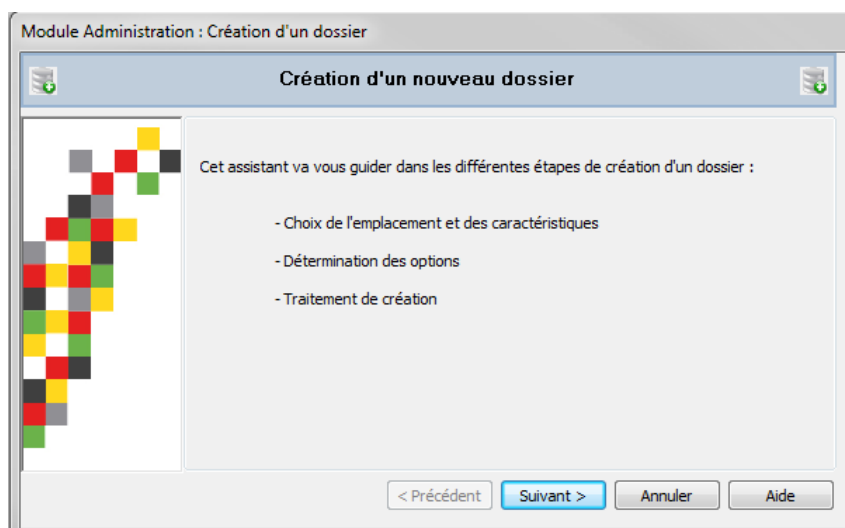 Module Administration : Création d'un dossier
Création d'un nouveau dossier
Cet assistant va vous guider dans les différentes étapes de création d'un dossier :
- Choix de l'emplacement et des caractéristiques
- Détermination des options
- Traitement de création
< Précédent
Suivant >
Annuler
Aide